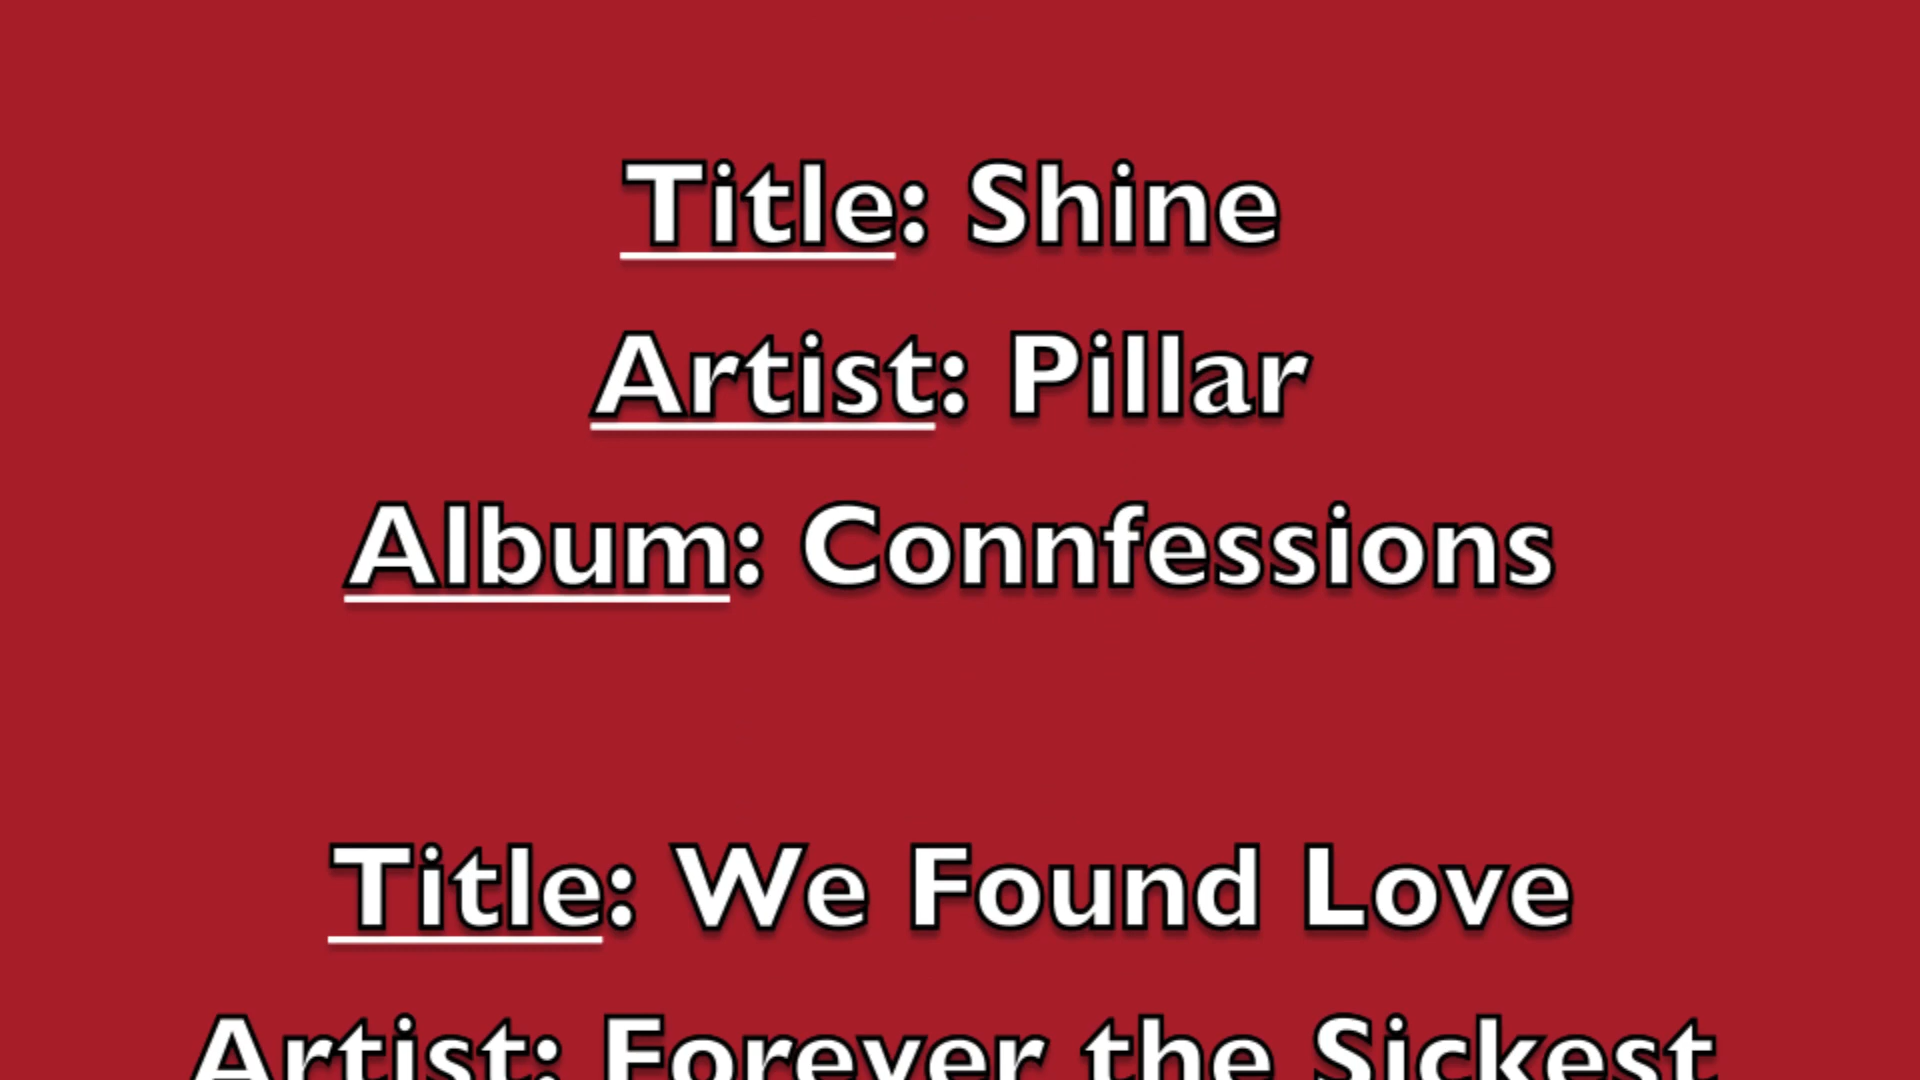 Title: Shine
Artist: Pillar
Album: Connfessions
Title: We Found Love
Artist: Forever the Sickest